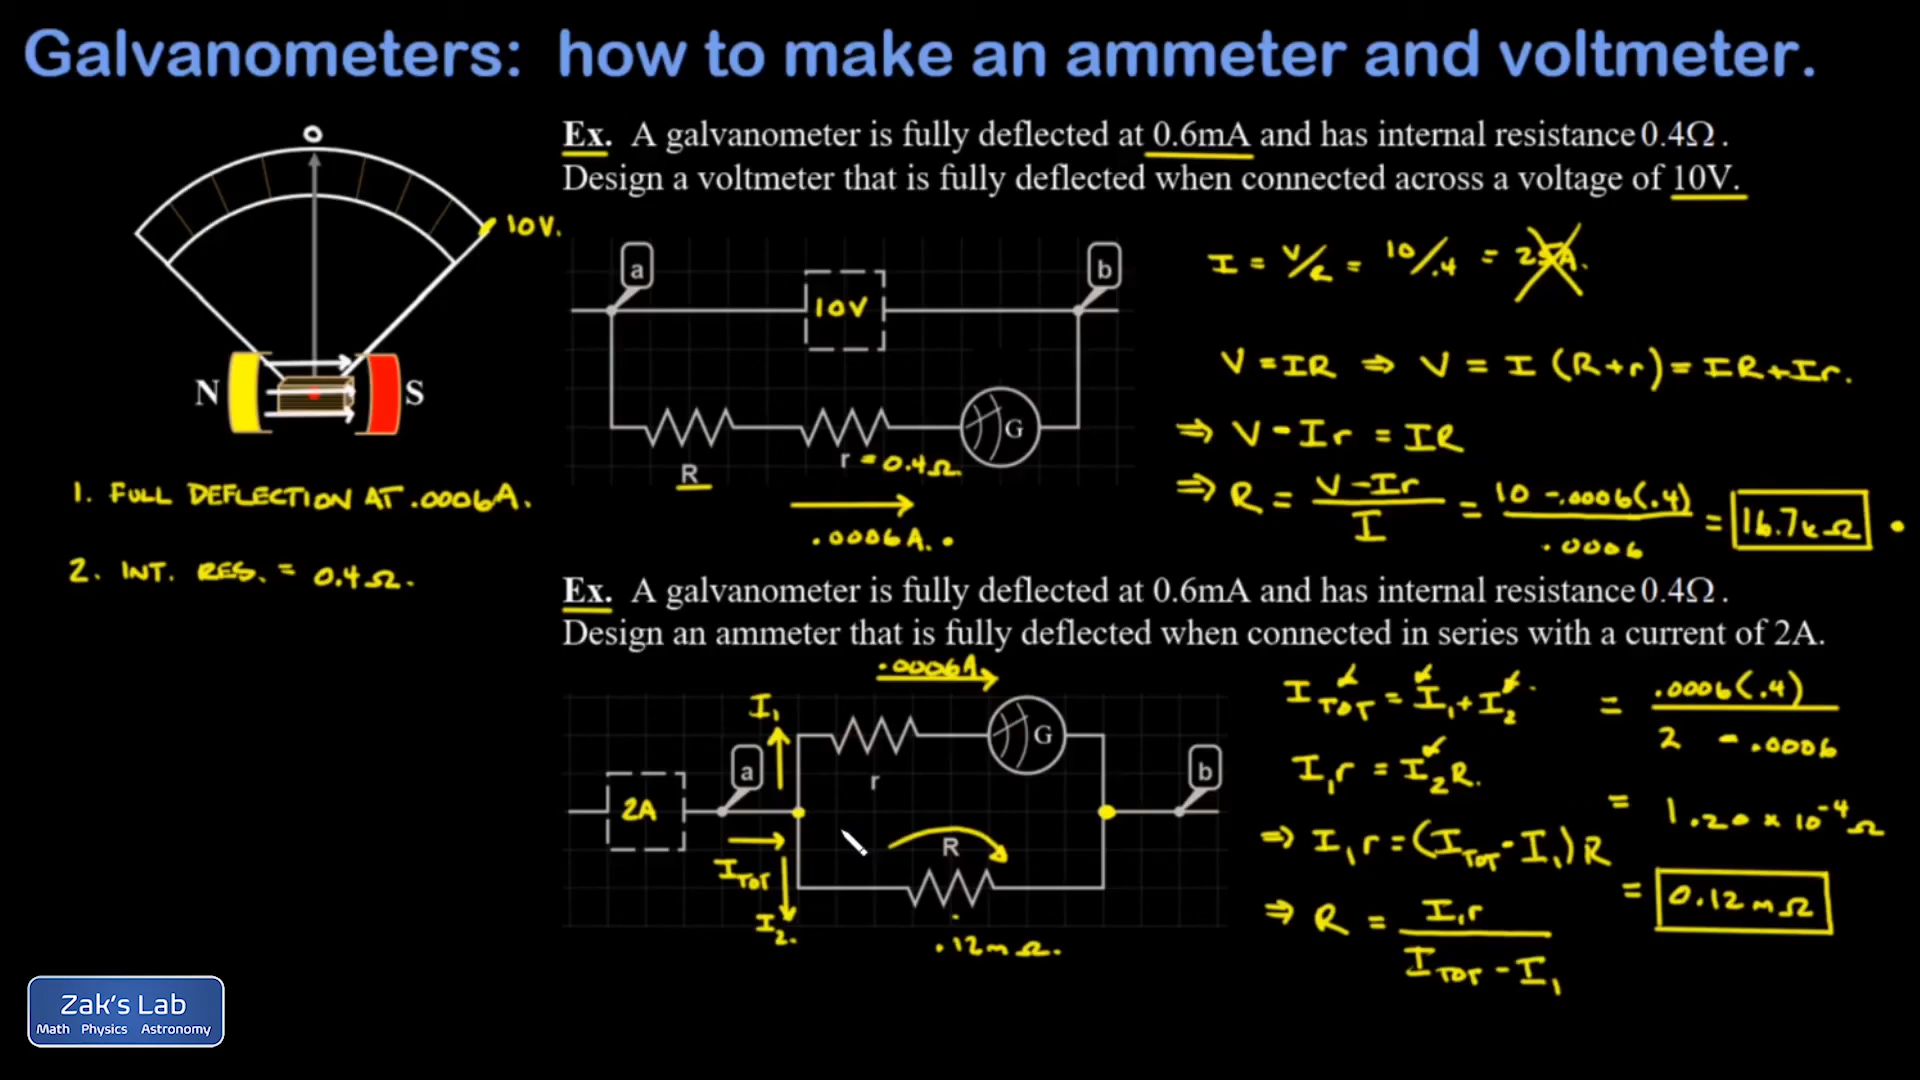 Galvanometers: how to make an ammeter and voltmeter.
0
10V.
N
S
1. FULL DEFLECTION AT .0006A.
2. INT. RES. = 0.4Ω.
Ex. A galvanometer is fully deflected at 0.6mA and has internal resistance 0.4Ω.
Design a voltmeter that is fully deflected when connected across a voltage of 10V.
a
b
10V
G
R
r = 0.4Ω.
.0006A.
I = V/R = 10/.4 = 25A.
V = IR ⇒ V = I(R+r) = IR + Ir.
⇒ V - Ir = IR
⇒ R = (V - Ir)/I = (10 - .0006(.4))/.0006 = 16.7kΩ.
Ex. A galvanometer is fully deflected at 0.6mA and has internal resistance 0.4Ω.
Design an ammeter that is fully deflected when connected in series with a current of 2A.
.0006A
I₁
G
a
b
r
2A
R
I_TOT
I₂.
.12mΩ.
I_TOT = I₁ + I₂.
I₁r = I₂R.
⇒ I₁r = (I_TOT - I₁)R
⇒ R = I₁r/(I_TOT - I₁)
= .0006(.4)/(2 - .0006)
= 1.20 × 10⁻⁴Ω
= 0.12mΩ
Zak's Lab
Math Physics Astronomy